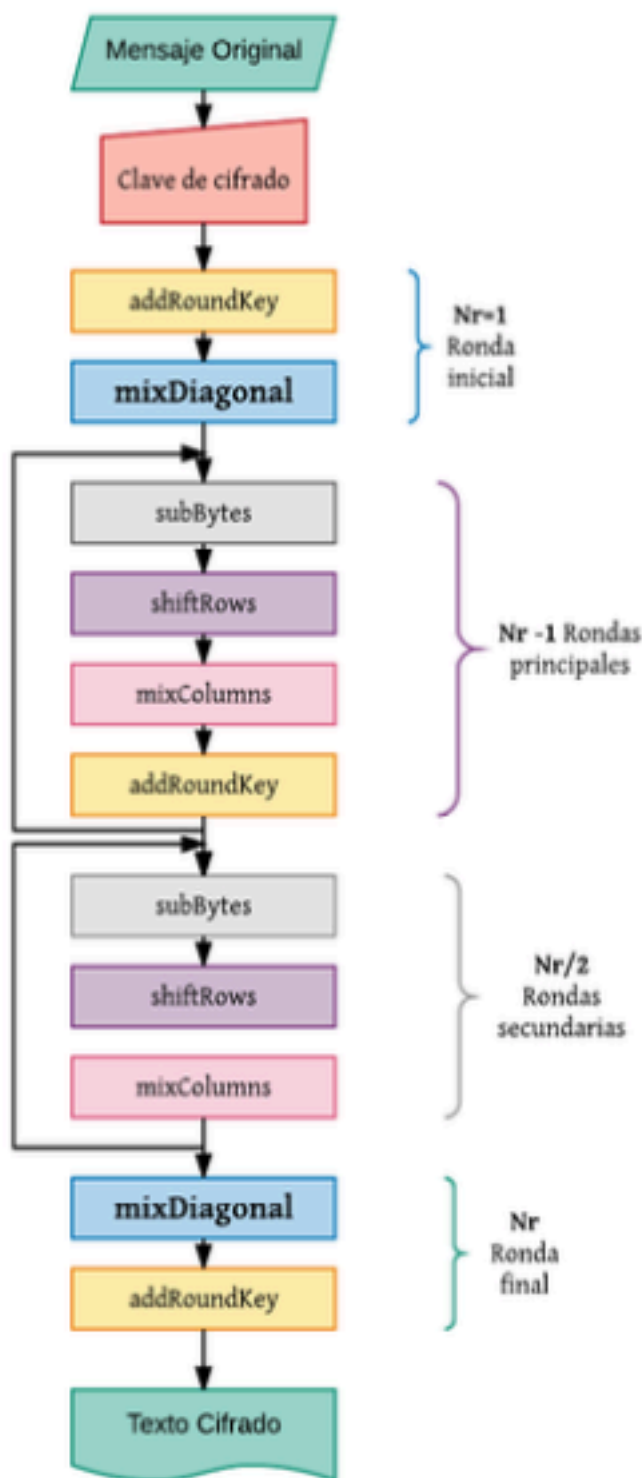 Mensaje Original
Clave de cifrado
addRoundKey
mixDiagonal
Nr=1
Ronda
inicial
subBytes
shiftRows
mixColumns
addRoundKey
Nr -1 Rondas
principales
subBytes
shiftRows
mixColumns
Nr/2
Rondas
secundarias
mixDiagonal
addRoundKey
Nr
Ronda
final
Texto Cifrado